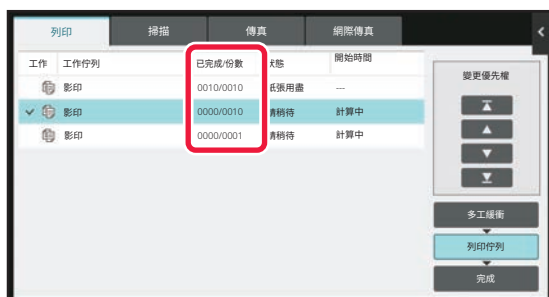 列印 掃描 傳真 網際傳真
工作 工作佇列 已完成/份數 狀態 開始時間
影印 0010/0010 紙張用盡 ---
影印 0000/0010 請稍待 計算中
影印 0000/0001 請稍待 計算中
變更優先權
多工緩衝
列印佇列
完成